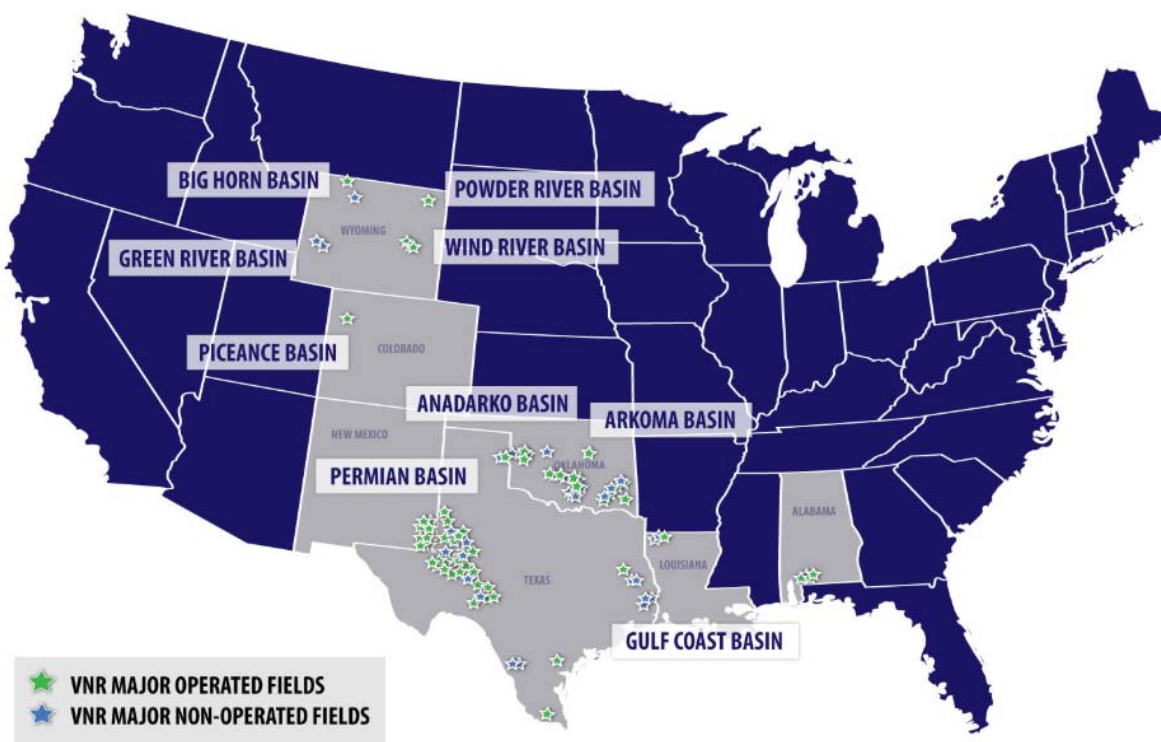 BIG HORN BASIN
POWDER RIVER BASIN
WYOMING
GREEN RIVER BASIN
WIND RIVER BASIN
PICEANCE BASIN
COLORADO
ANADARKO BASIN
ARKOMA BASIN
NEW MEXICO
OKLAHOMA
PERMIAN BASIN
ALABAMA
LOUISIANA
TEXAS
GULF COAST BASIN
VNR MAJOR OPERATED FIELDS
VNR MAJOR NON-OPERATED FIELDS